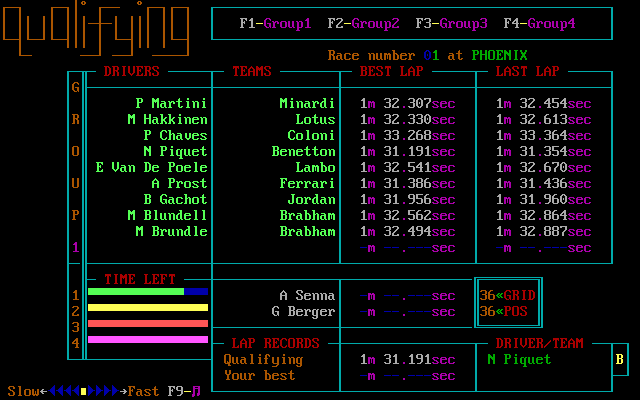 Qualifying
F1-Group1 F2-Group2 F3-Group3 F4-Group4
Race number 01 at PHOENIX
DRIVERS TEAMS BEST LAP LAST LAP
GROUP 1
P Martini Minardi 1m 32.307sec 1m 32.454sec
M Hakkinen Lotus 1m 32.330sec 1m 32.613sec
P Chaves Coloni 1m 33.268sec 1m 33.364sec
N Piquet Benetton 1m 31.191sec 1m 31.354sec
E Van De Poele Lambo 1m 32.541sec 1m 32.670sec
A Prost Ferrari 1m 31.386sec 1m 31.436sec
B Gachot Jordan 1m 31.956sec 1m 31.960sec
M Blundell Brabham 1m 32.562sec 1m 32.864sec
M Brundle Brabham 1m 32.494sec 1m 32.887sec
-m --.---sec -m --.---sec
TIME LEFT
1 A Senna -m --.---sec 36«GRID
2 G Berger -m --.---sec 36«POS
3
4
LAP RECORDS DRIVER/TEAM
Qualifying 1m 31.191sec N Piquet B
Your best -m --.---sec
Slow Fast F9-♫